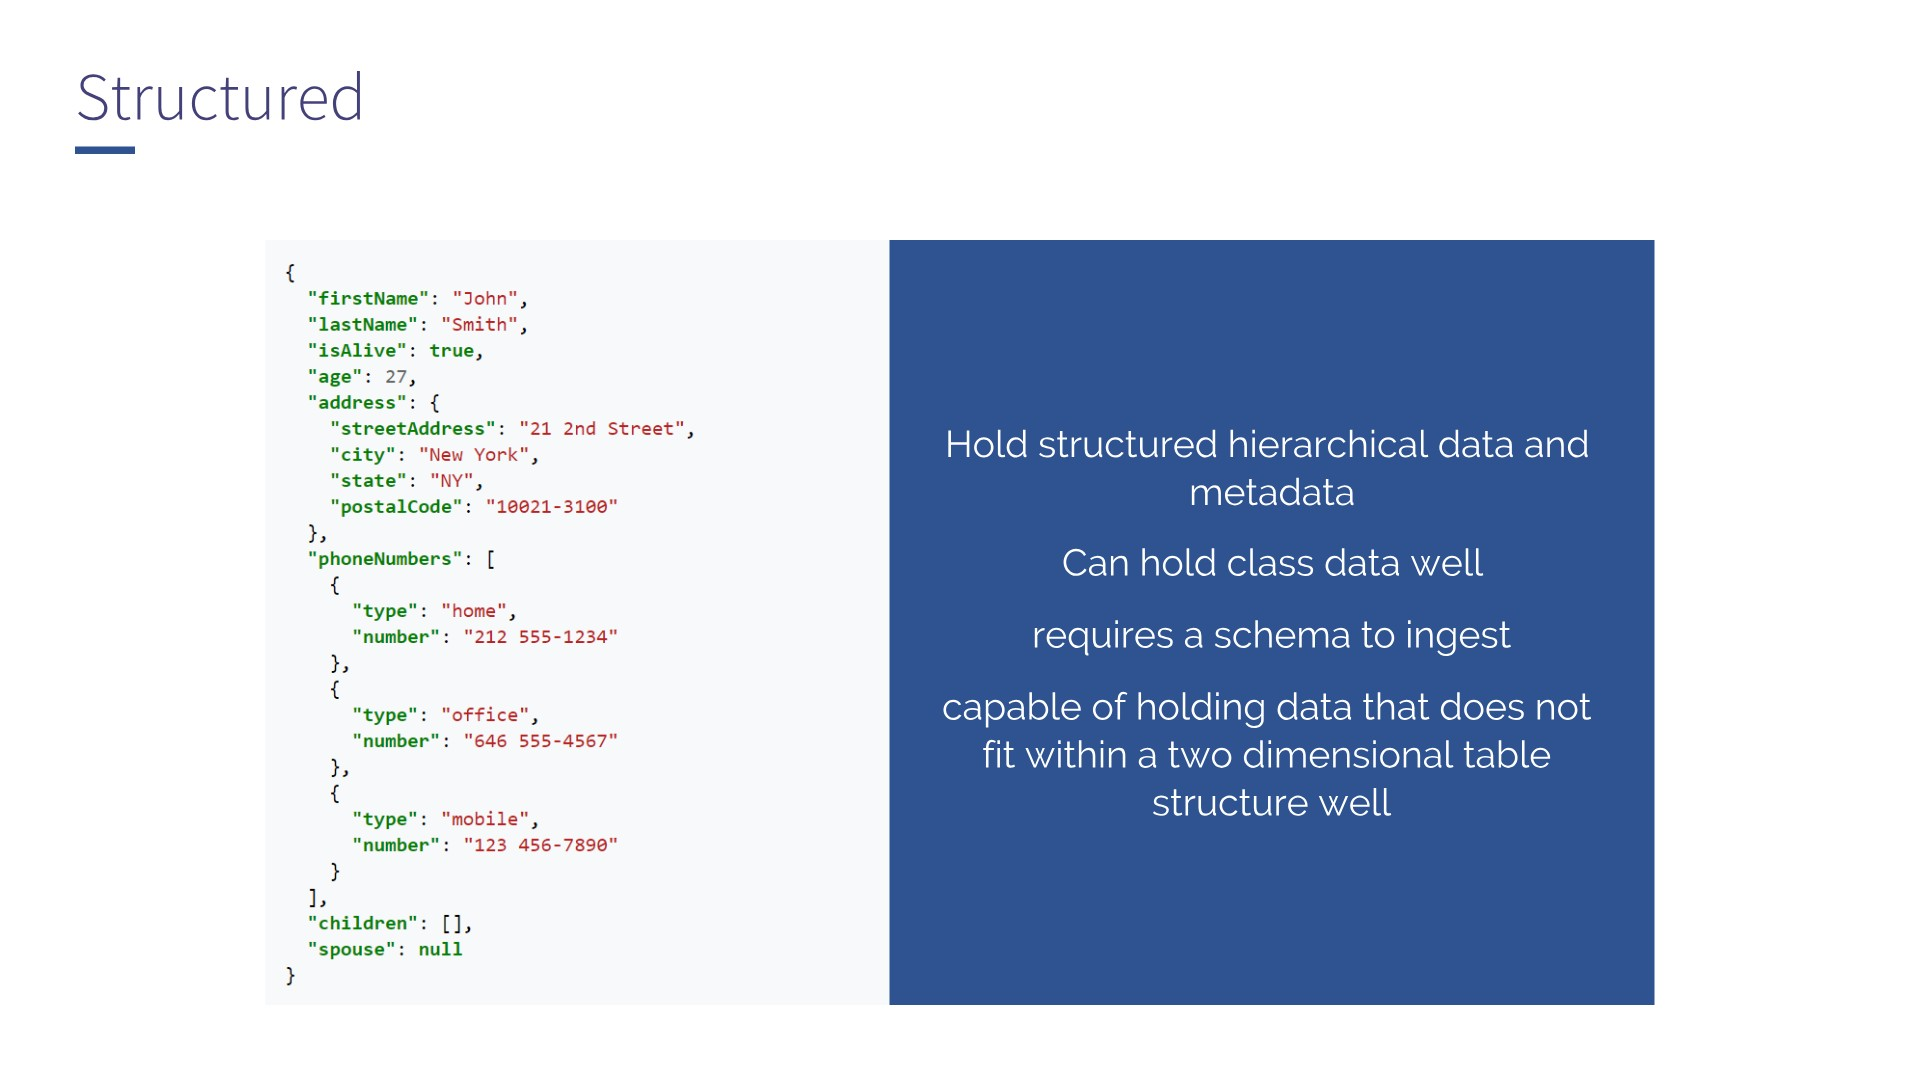 Structured
{
  "firstName": "John",
  "lastName": "Smith",
  "isAlive": true,
  "age": 27,
  "address": {
    "streetAddress": "21 2nd Street",
    "city": "New York",
    "state": "NY",
    "postalCode": "10021-3100"
  },
  "phoneNumbers": [
    {
      "type": "home",
      "number": "212 555-1234"
    },
    {
      "type": "office",
      "number": "646 555-4567"
    },
    {
      "type": "mobile",
      "number": "123 456-7890"
    }
  ],
  "children": [],
  "spouse": null
}
Hold structured hierarchical data and
metadata
Can hold class data well
requires a schema to ingest
capable of holding data that does not
fit within a two dimensional table
structure well